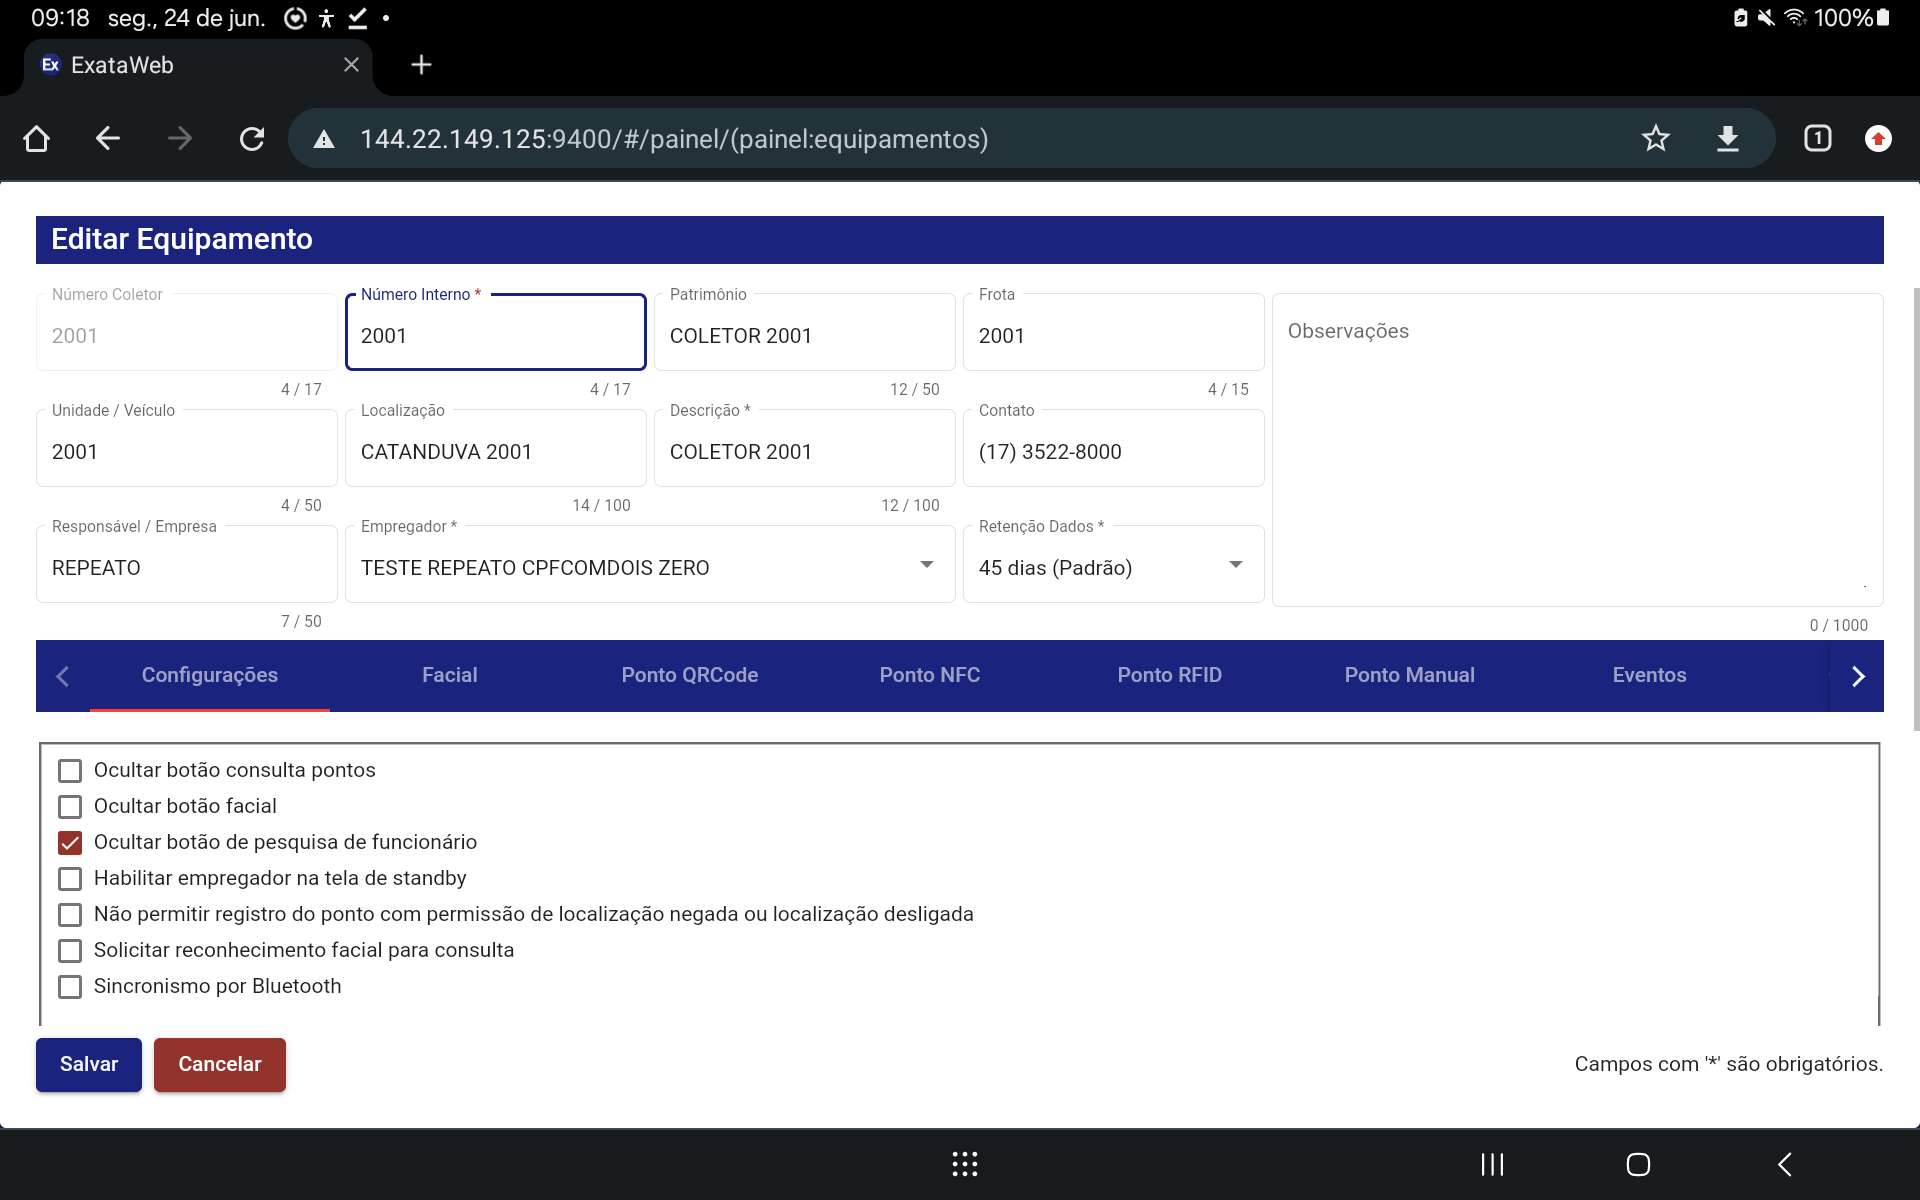 09:18 seg., 24 de jun. 100%
Ex ExataWeb
144.22.149.125:9400/#/painel/(painel:equipamentos) 1
Editar Equipamento
Número Coletor Número Interno * Patrimônio Frota
2001 2001 COLETOR 2001 2001 Observações
4 / 17 4 / 17 12 / 50 4 / 15
Unidade / Veículo Localização Descrição * Contato
2001 CATANDUVA 2001 COLETOR 2001 (17) 3522-8000
4 / 50 14 / 100 12 / 100
Responsável / Empresa Empregador * Retenção Dados *
REPEATO TESTE REPEATO CPFCOMDOIS ZERO 45 dias (Padrão)
7 / 50 0 / 1000
Configurações Facial Ponto QRCode Ponto NFC Ponto RFID Ponto Manual Eventos
Ocultar botão consulta pontos
Ocultar botão facial
Ocultar botão de pesquisa de funcionário
Habilitar empregador na tela de standby
Não permitir registro do ponto com permissão de localização negada ou localização desligada
Solicitar reconhecimento facial para consulta
Sincronismo por Bluetooth
Salvar Cancelar Campos com '*' são obrigatórios.